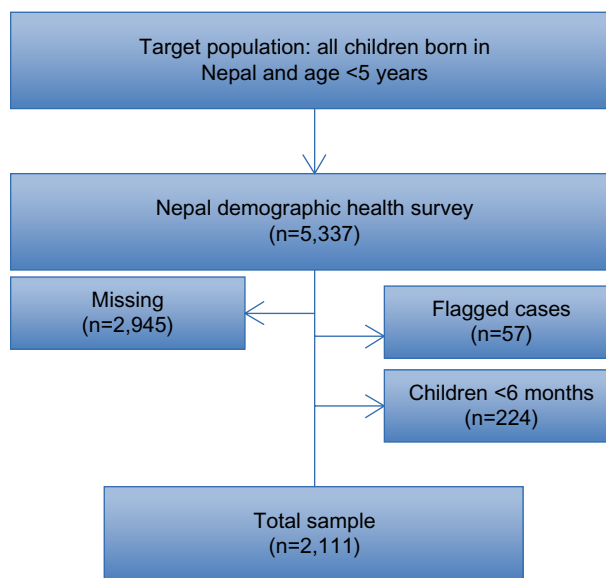 Target population: all children born in
Nepal and age <5 years
Nepal demographic health survey
(n=5,337)
Missing
(n=2,945)
Flagged cases
(n=57)
Children <6 months
(n=224)
Total sample
(n=2,111)